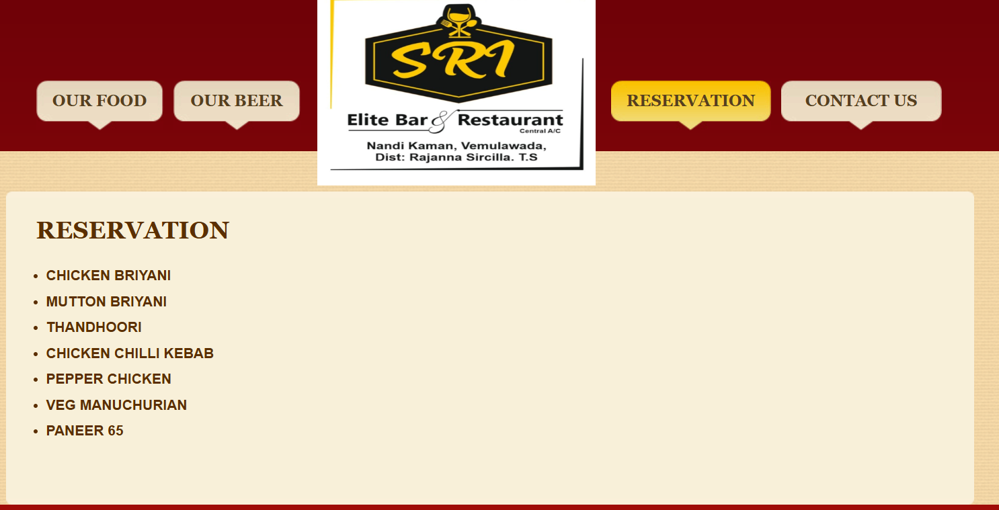 OUR FOOD
OUR BEER
SRI
Elite Bar & Restaurant
Central A/C
Nandi Kaman, Vemulawada,
Dist: Rajanna Sircilla. T.S
RESERVATION
CONTACT US
RESERVATION
• CHICKEN BRIYANI
• MUTTON BRIYANI
• THANDHOORI
• CHICKEN CHILLI KEBAB
• PEPPER CHICKEN
• VEG MANUCHURIAN
• PANEER 65